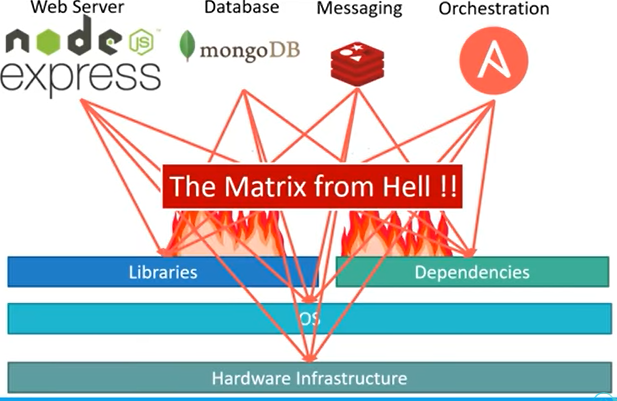 Web Server
Database
Messaging
Orchestration
node JS
express
mongoDB
A
The Matrix from Hell !!
Libraries
Dependencies
OS
Hardware Infrastructure